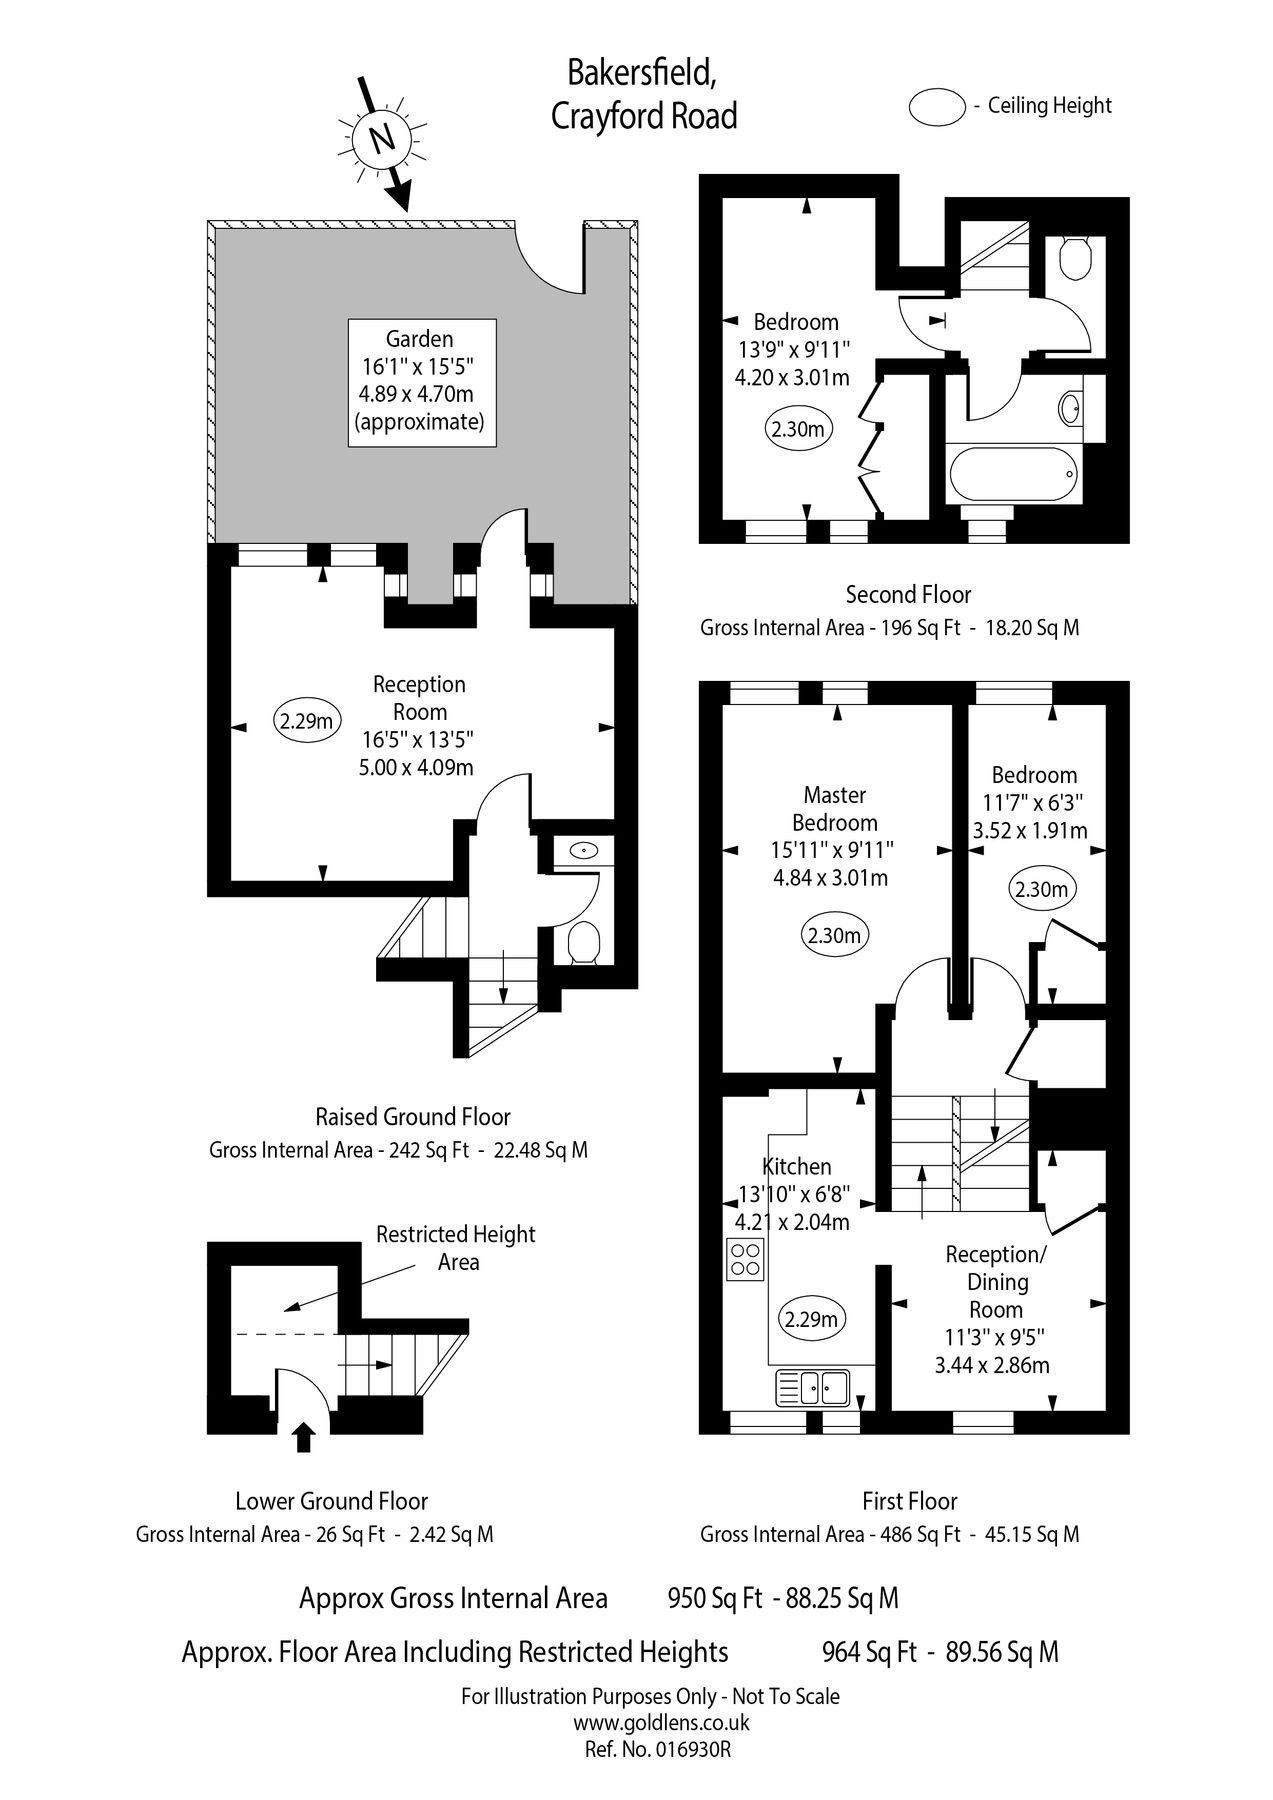 Bakersfield,
Crayford Road
- Ceiling Height
N
Garden
16'1" x 15'5"
4.89 x 4.70m
(approximate)
Bedroom
13'9" x 9'11"
4.20 x 3.01m
2.30m
Second Floor
Gross Internal Area - 196 Sq Ft - 18.20 Sq M
Reception
Room
16'5" x 13'5"
5.00 x 4.09m
2.29m
Raised Ground Floor
Gross Internal Area - 242 Sq Ft - 22.48 Sq M
Master
Bedroom
15'11" x 9'11"
4.84 x 3.01m
2.30m
Bedroom
11'7" x 6'3"
3.52 x 1.91m
2.30m
Kitchen
13'10" x 6'8"
4.21 x 2.04m
2.29m
Reception/
Dining
Room
11'3" x 9'5"
3.44 x 2.86m
Restricted Height
Area
Lower Ground Floor
Gross Internal Area - 26 Sq Ft - 2.42 Sq M
First Floor
Gross Internal Area - 486 Sq Ft - 45.15 Sq M
Approx Gross Internal Area 950 Sq Ft - 88.25 Sq M
Approx. Floor Area Including Restricted Heights 964 Sq Ft - 89.56 Sq M
For Illustration Purposes Only - Not To Scale
www.goldlens.co.uk
Ref. No. 016930R